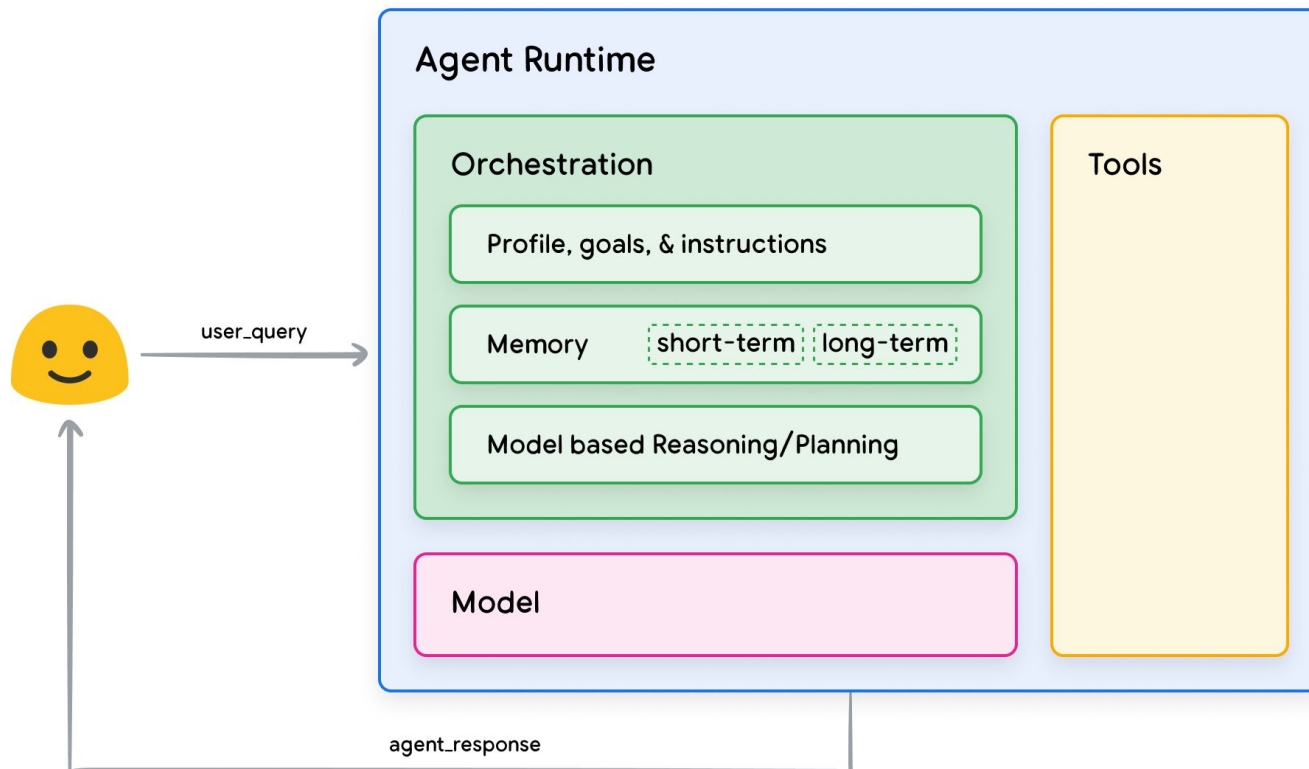 Agent Runtime
Orchestration
Tools
Profile, goals, & instructions
user_query
Memory short-term long-term
Model based Reasoning/Planning
Model
agent_response